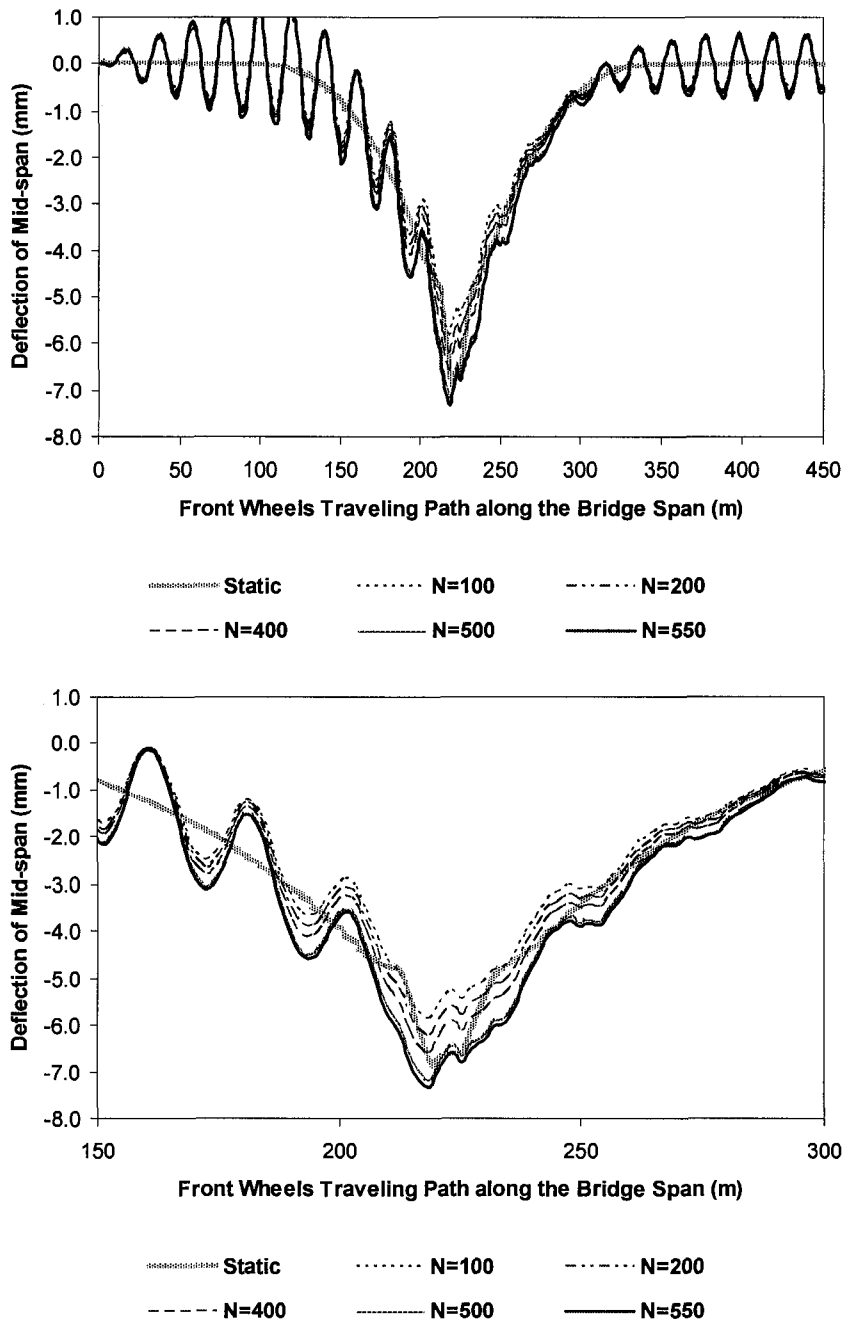 1.0
0.0
-1.0
-2.0
-3.0
-4.0
-5.0
-6.0
-7.0
-8.0
Deflection of Mid-span (mm)
0 50 100 150 200 250 300 350 400 450
Front Wheels Traveling Path along the Bridge Span (m)
Static N=100 N=200
N=400 N=500 N=550
1.0
0.0
-1.0
-2.0
-3.0
-4.0
-5.0
-6.0
-7.0
-8.0
Deflection of Mid-span (mm)
150 200 250 300
Front Wheels Traveling Path along the Bridge Span (m)
Static N=100 N=200
N=400 N=500 N=550